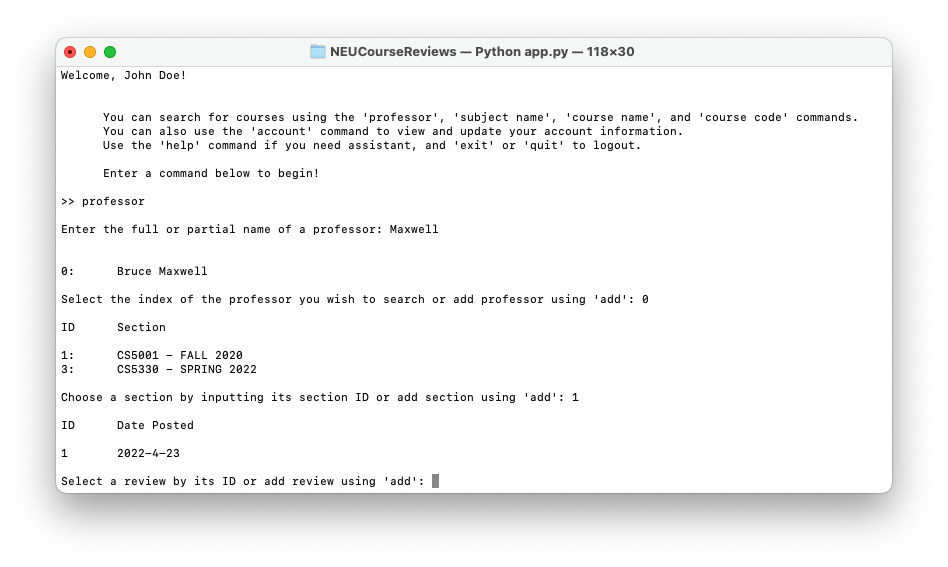 NEUCourseReviews — Python app.py — 118×30
Welcome, John Doe!
You can search for courses using the 'professor', 'subject name', 'course name', and 'course code' commands.
You can also use the 'account' command to view and update your account information.
Use the 'help' command if you need assistant, and 'exit' or 'quit' to logout.
Enter a command below to begin!
>> professor
Enter the full or partial name of a professor: Maxwell
0: Bruce Maxwell
Select the index of the professor you wish to search or add professor using 'add': 0
ID Section
1: CS5001 - FALL 2020
3: CS5330 - SPRING 2022
Choose a section by inputting its section ID or add section using 'add': 1
ID Date Posted
1 2022-4-23
Select a review by its ID or add review using 'add':